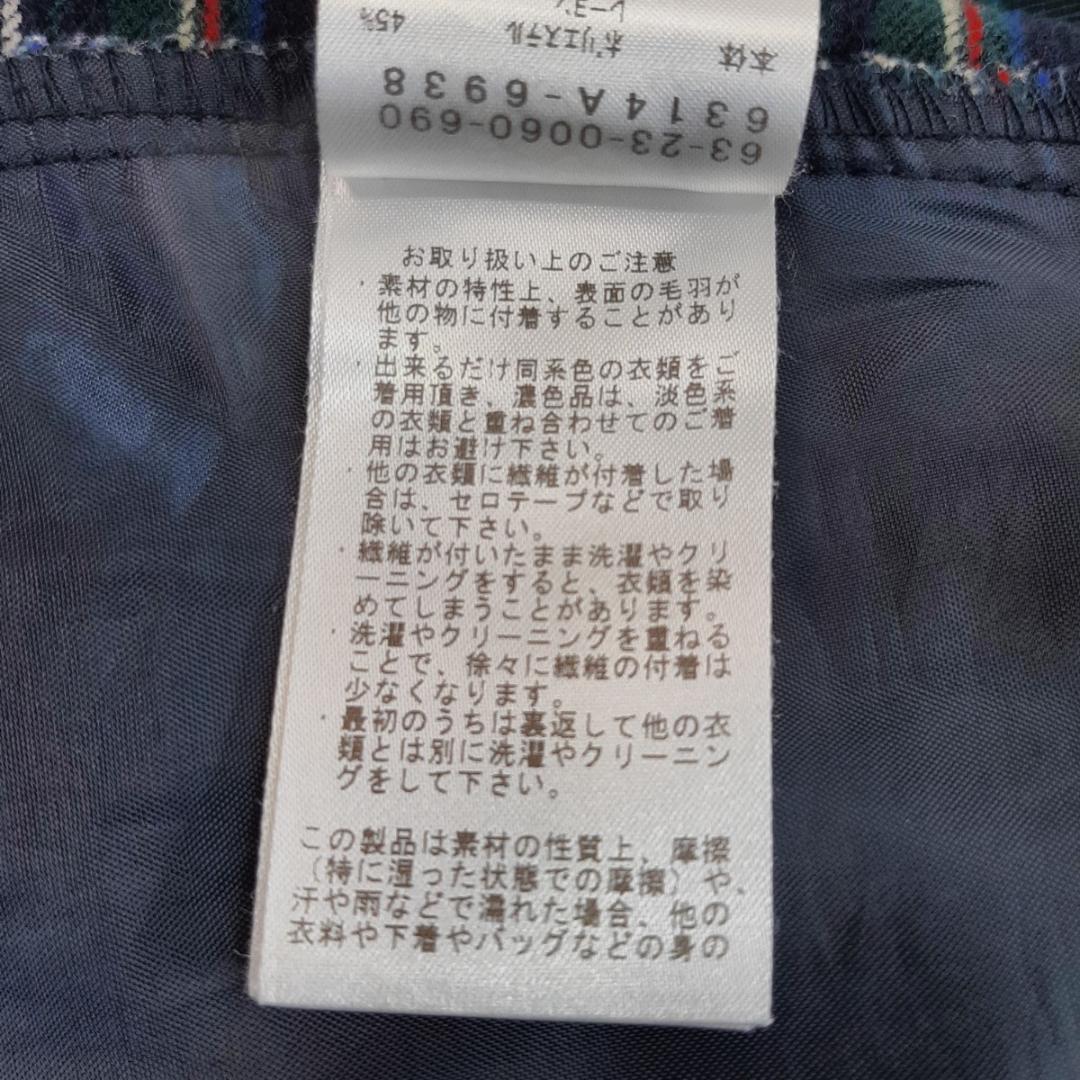 63-23-0060-690
6314A-6938
本体 ポリエステル 45%
レーヨン
お取り扱い上のご注意
・素材の特性上、表面の毛羽が
他の物に付着することがあり
ます。
・出来るだけ同系色の衣類をご
着用頂き、濃色品は、淡色系
の衣類と重ね合わせてのご着
用はお避け下さい。
・他の衣類に繊維が付着した場
合は、セロテープなどで取り
除いて下さい。
・繊維が付いたまま洗濯やクリ
ーニングをすると、衣類を染
めてしまうことがあります。
・洗濯やクリーニングを重ねる
ことで、徐々に繊維の付着は
少なくなります。
・最初のうちは裏返して他の衣
類とは別に洗濯やクリーニン
グをして下さい。
この製品は素材の性質上、摩擦
（特に湿った状態での摩擦）や、
汗や雨などで濡れた場合、他の
衣料や下着やバッグなどの身の